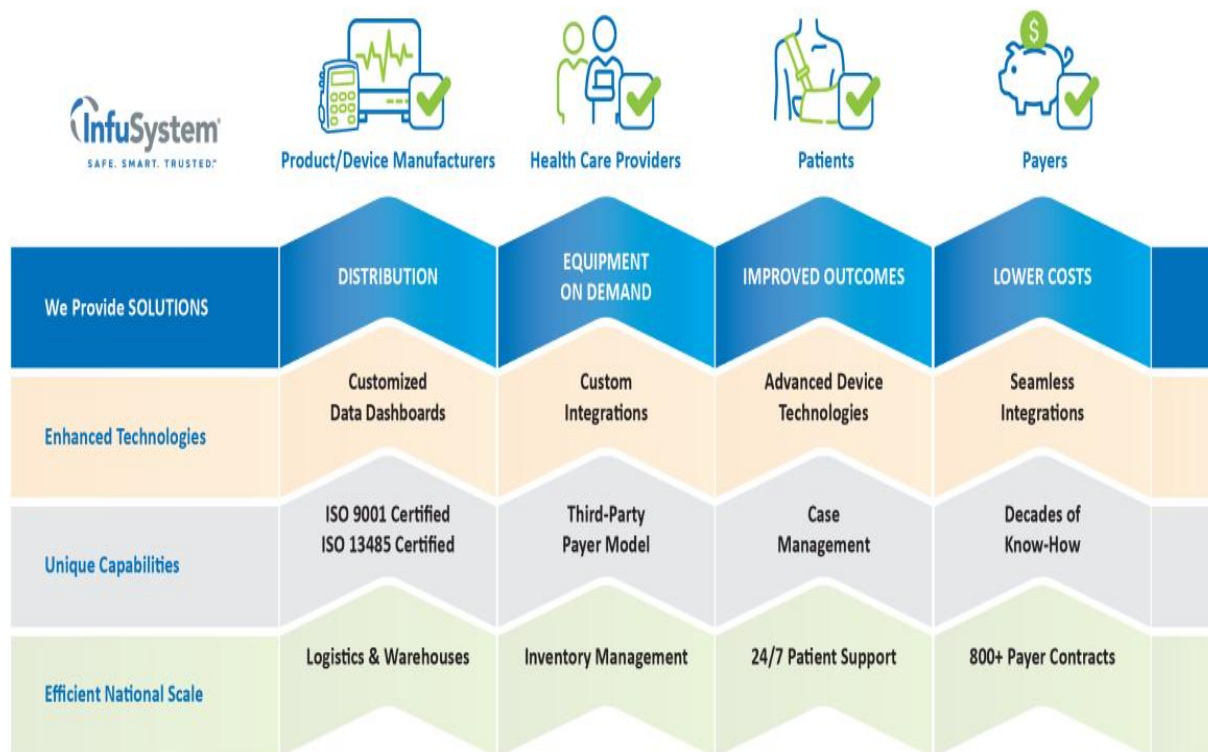 InfuSystem®
SAFE. SMART. TRUSTED.™
Product/Device Manufacturers
Health Care Providers
Patients
$
Payers
We Provide SOLUTIONS
DISTRIBUTION
EQUIPMENT
ON DEMAND
IMPROVED OUTCOMES
LOWER COSTS
Enhanced Technologies
Customized
Data Dashboards
Custom
Integrations
Advanced Device
Technologies
Seamless
Integrations
Unique Capabilities
ISO 9001 Certified
ISO 13485 Certified
Third-Party
Payer Model
Case
Management
Decades of
Know-How
Efficient National Scale
Logistics & Warehouses
Inventory Management
24/7 Patient Support
800+ Payer Contracts